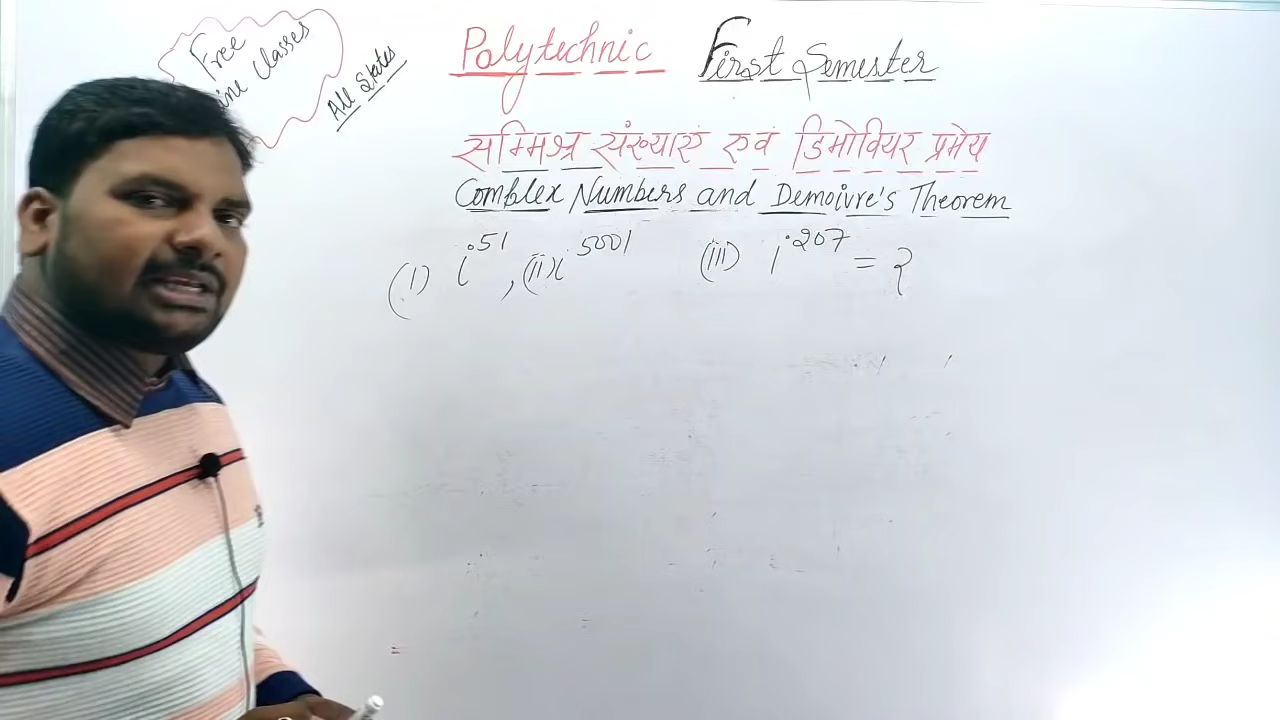 Free
ine Classes
All States
Polytechnic First Semester
सम्मिश्र संख्याएं एवं डिमोवियर प्रमेय
Complex Numbers and Demoivre's Theorem
(i) i^51, (ii) i^5001 (iii) i^207 = ?